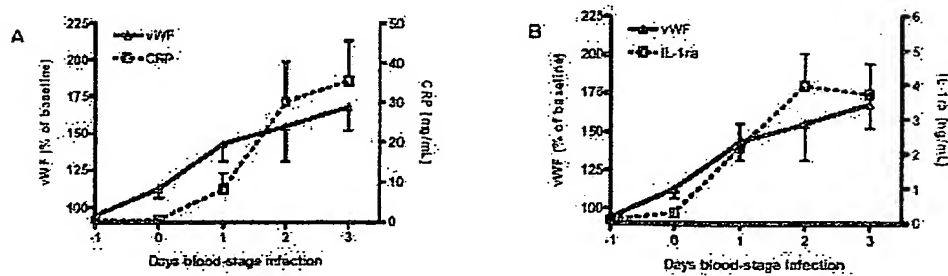 A
225
200
175
150
125
100
vWF [% of baseline]
vWF
CRP
50
40
30
20
10
0
CRP [ng/mL]
-1
0
1
2
3
Days blood-stage infection
B
225
200
175
150
125
100
vWF [% of baseline]
vWF
IL-1ra
6
5
4
3
2
1
0
IL-1ra [ng/mL]
-1
0
1
2
3
Days blood-stage infection